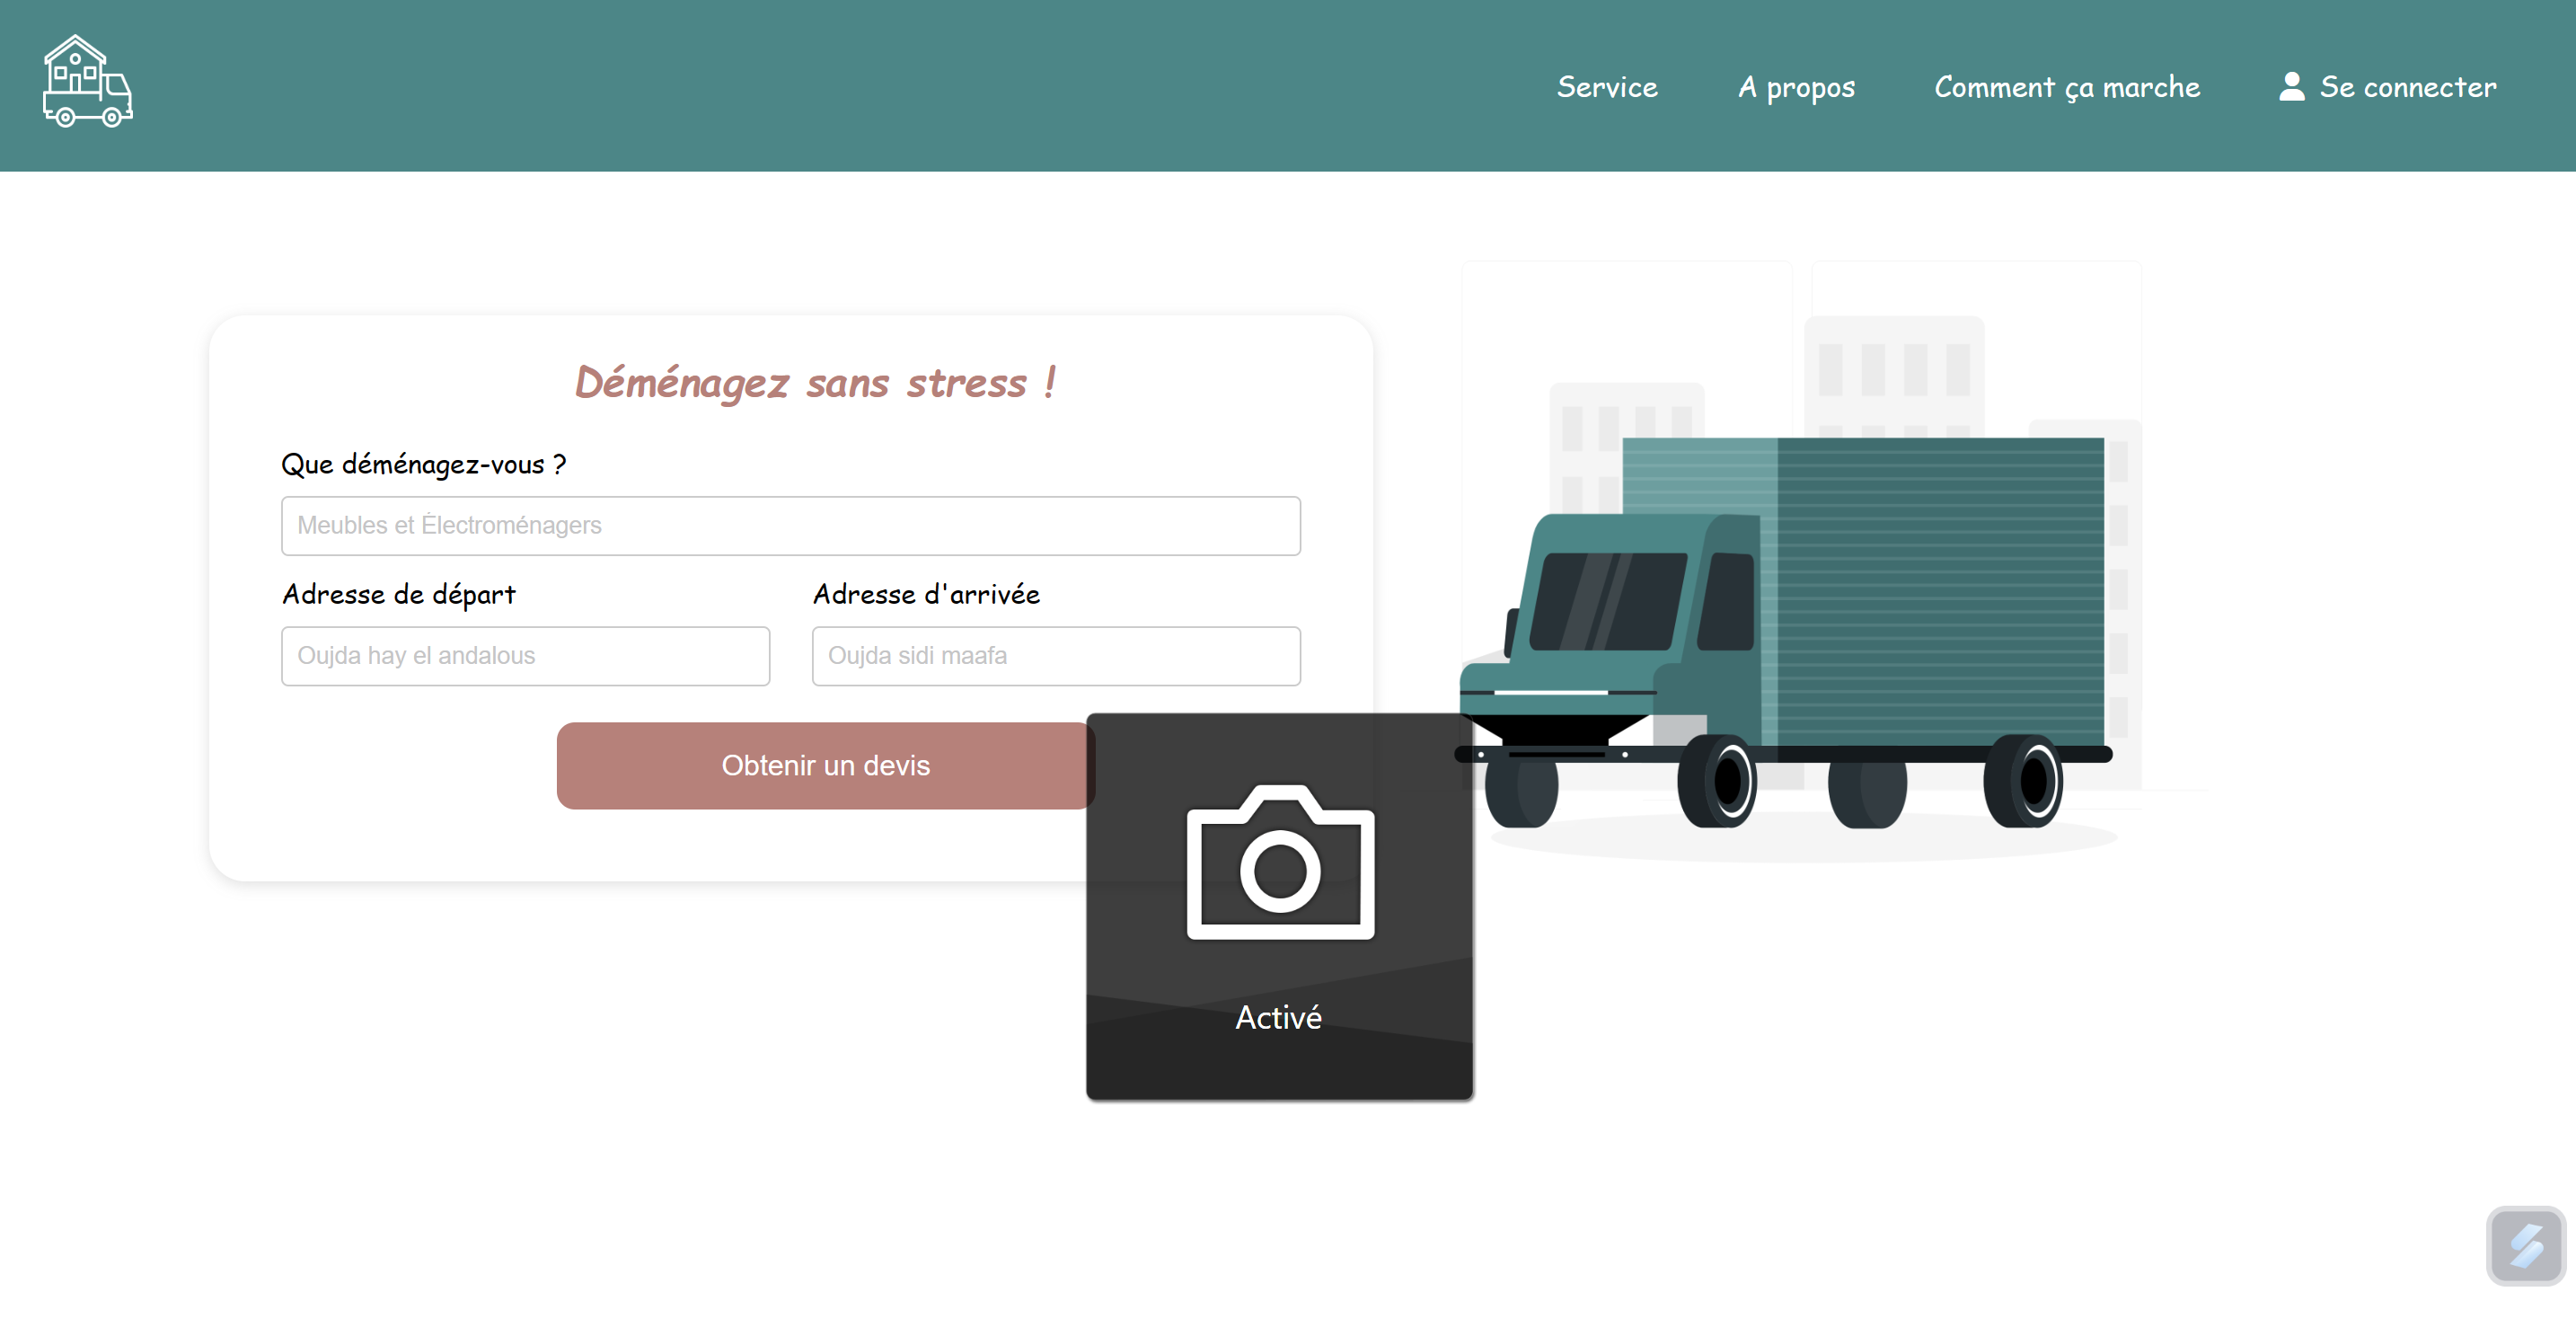 Service
A propos
Comment ça marche
Se connecter
Déménagez sans stress !
Que déménagez-vous ?
Meubles et Électroménagers
Adresse de départ
Adresse d'arrivée
Oujda hay el andalous
Oujda sidi maafa
Obtenir un devis
Activé